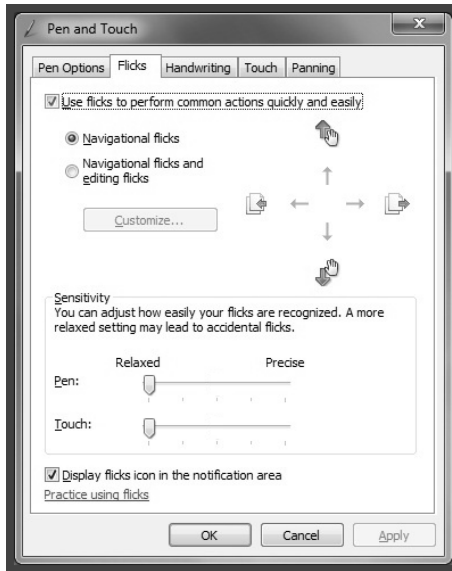 Pen and Touch
Pen Options Flicks Handwriting Touch Panning
Use flicks to perform common actions quickly and easily
Navigational flicks
Navigational flicks and
editing flicks
Customize...
Sensitivity
You can adjust how easily your flicks are recognized. A more
relaxed setting may lead to accidental flicks.
Relaxed Precise
Pen:
Touch:
Display flicks icon in the notification area
Practice using flicks
OK Cancel Apply